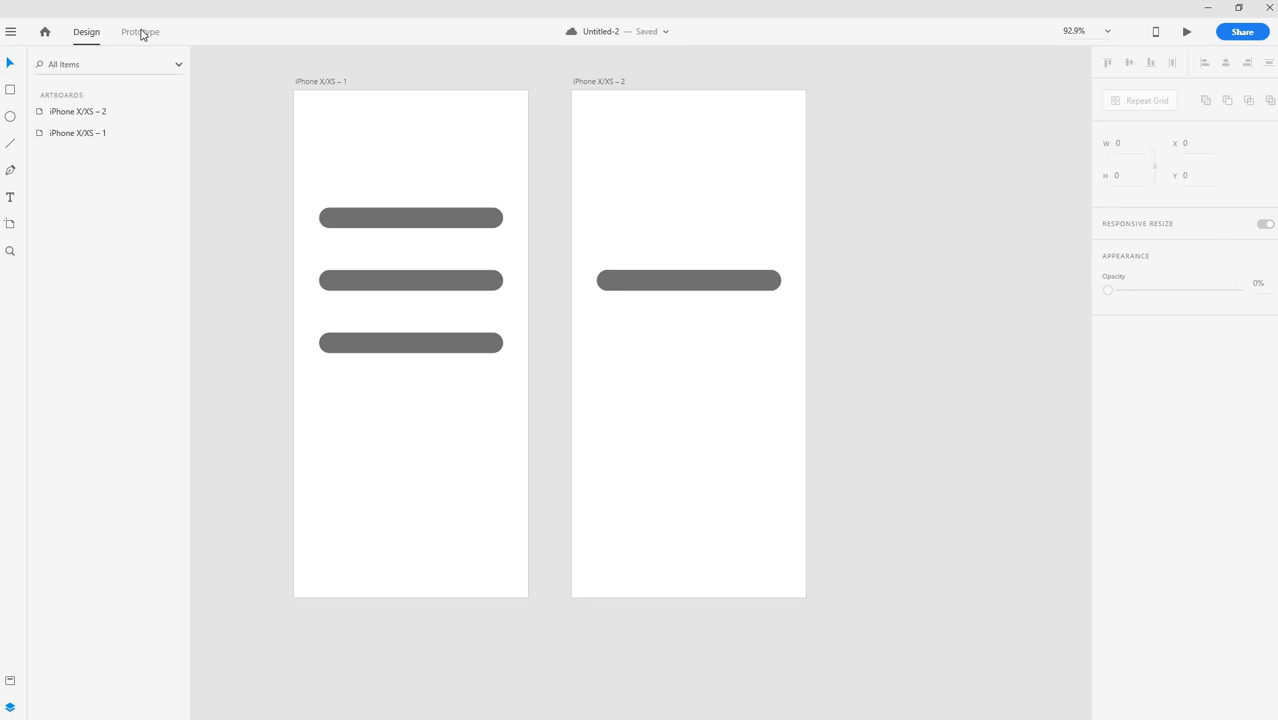 Design Prototype Untitled-2 — Saved 92.9% Share
All Items
ARTBOARDS
iPhone X/XS – 2
iPhone X/XS – 1
iPhone X/XS – 1
iPhone X/XS – 2
Repeat Grid
W 0 X 0
H 0 Y 0
RESPONSIVE RESIZE
APPEARANCE
Opacity
0%